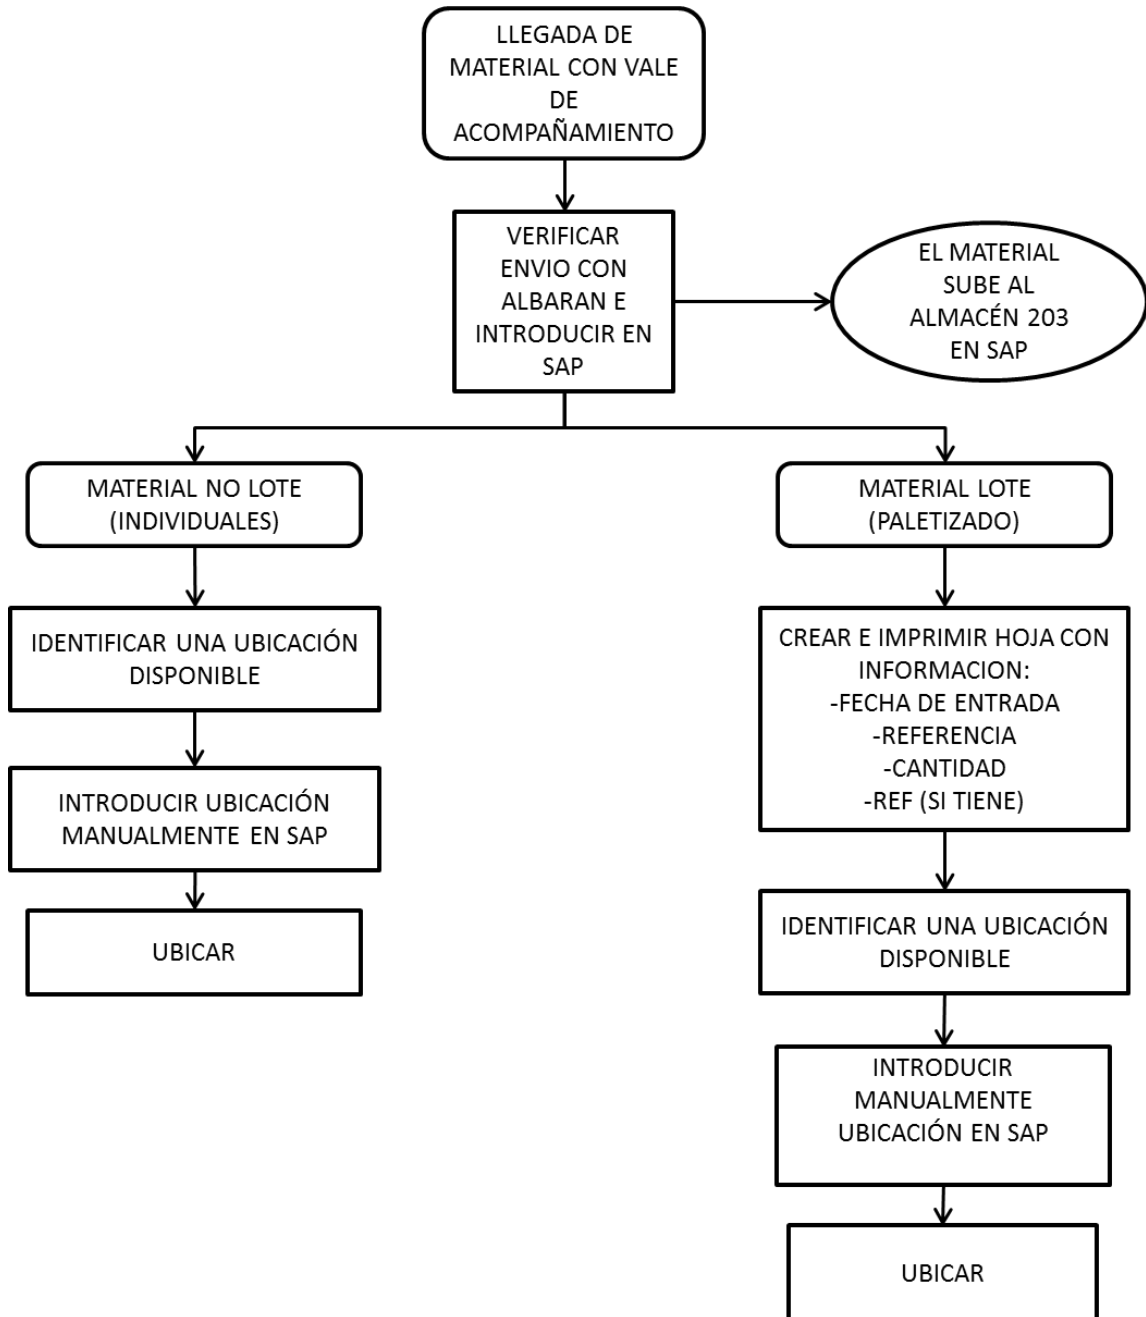 LLEGADA DE
MATERIAL CON VALE
DE
ACOMPAÑAMIENTO
VERIFICAR
ENVIO CON
ALBARAN E
INTRODUCIR EN
SAP
EL MATERIAL
SUBE AL
ALMACÉN 203
EN SAP
MATERIAL NO LOTE
(INDIVIDUALES)
IDENTIFICAR UNA UBICACIÓN
DISPONIBLE
INTRODUCIR UBICACIÓN
MANUALMENTE EN SAP
UBICAR
MATERIAL LOTE
(PALETIZADO)
CREAR E IMPRIMIR HOJA CON
INFORMACION:
-FECHA DE ENTRADA
-REFERENCIA
-CANTIDAD
-REF (SI TIENE)
IDENTIFICAR UNA UBICACIÓN
DISPONIBLE
INTRODUCIR
MANUALMENTE
UBICACIÓN EN SAP
UBICAR